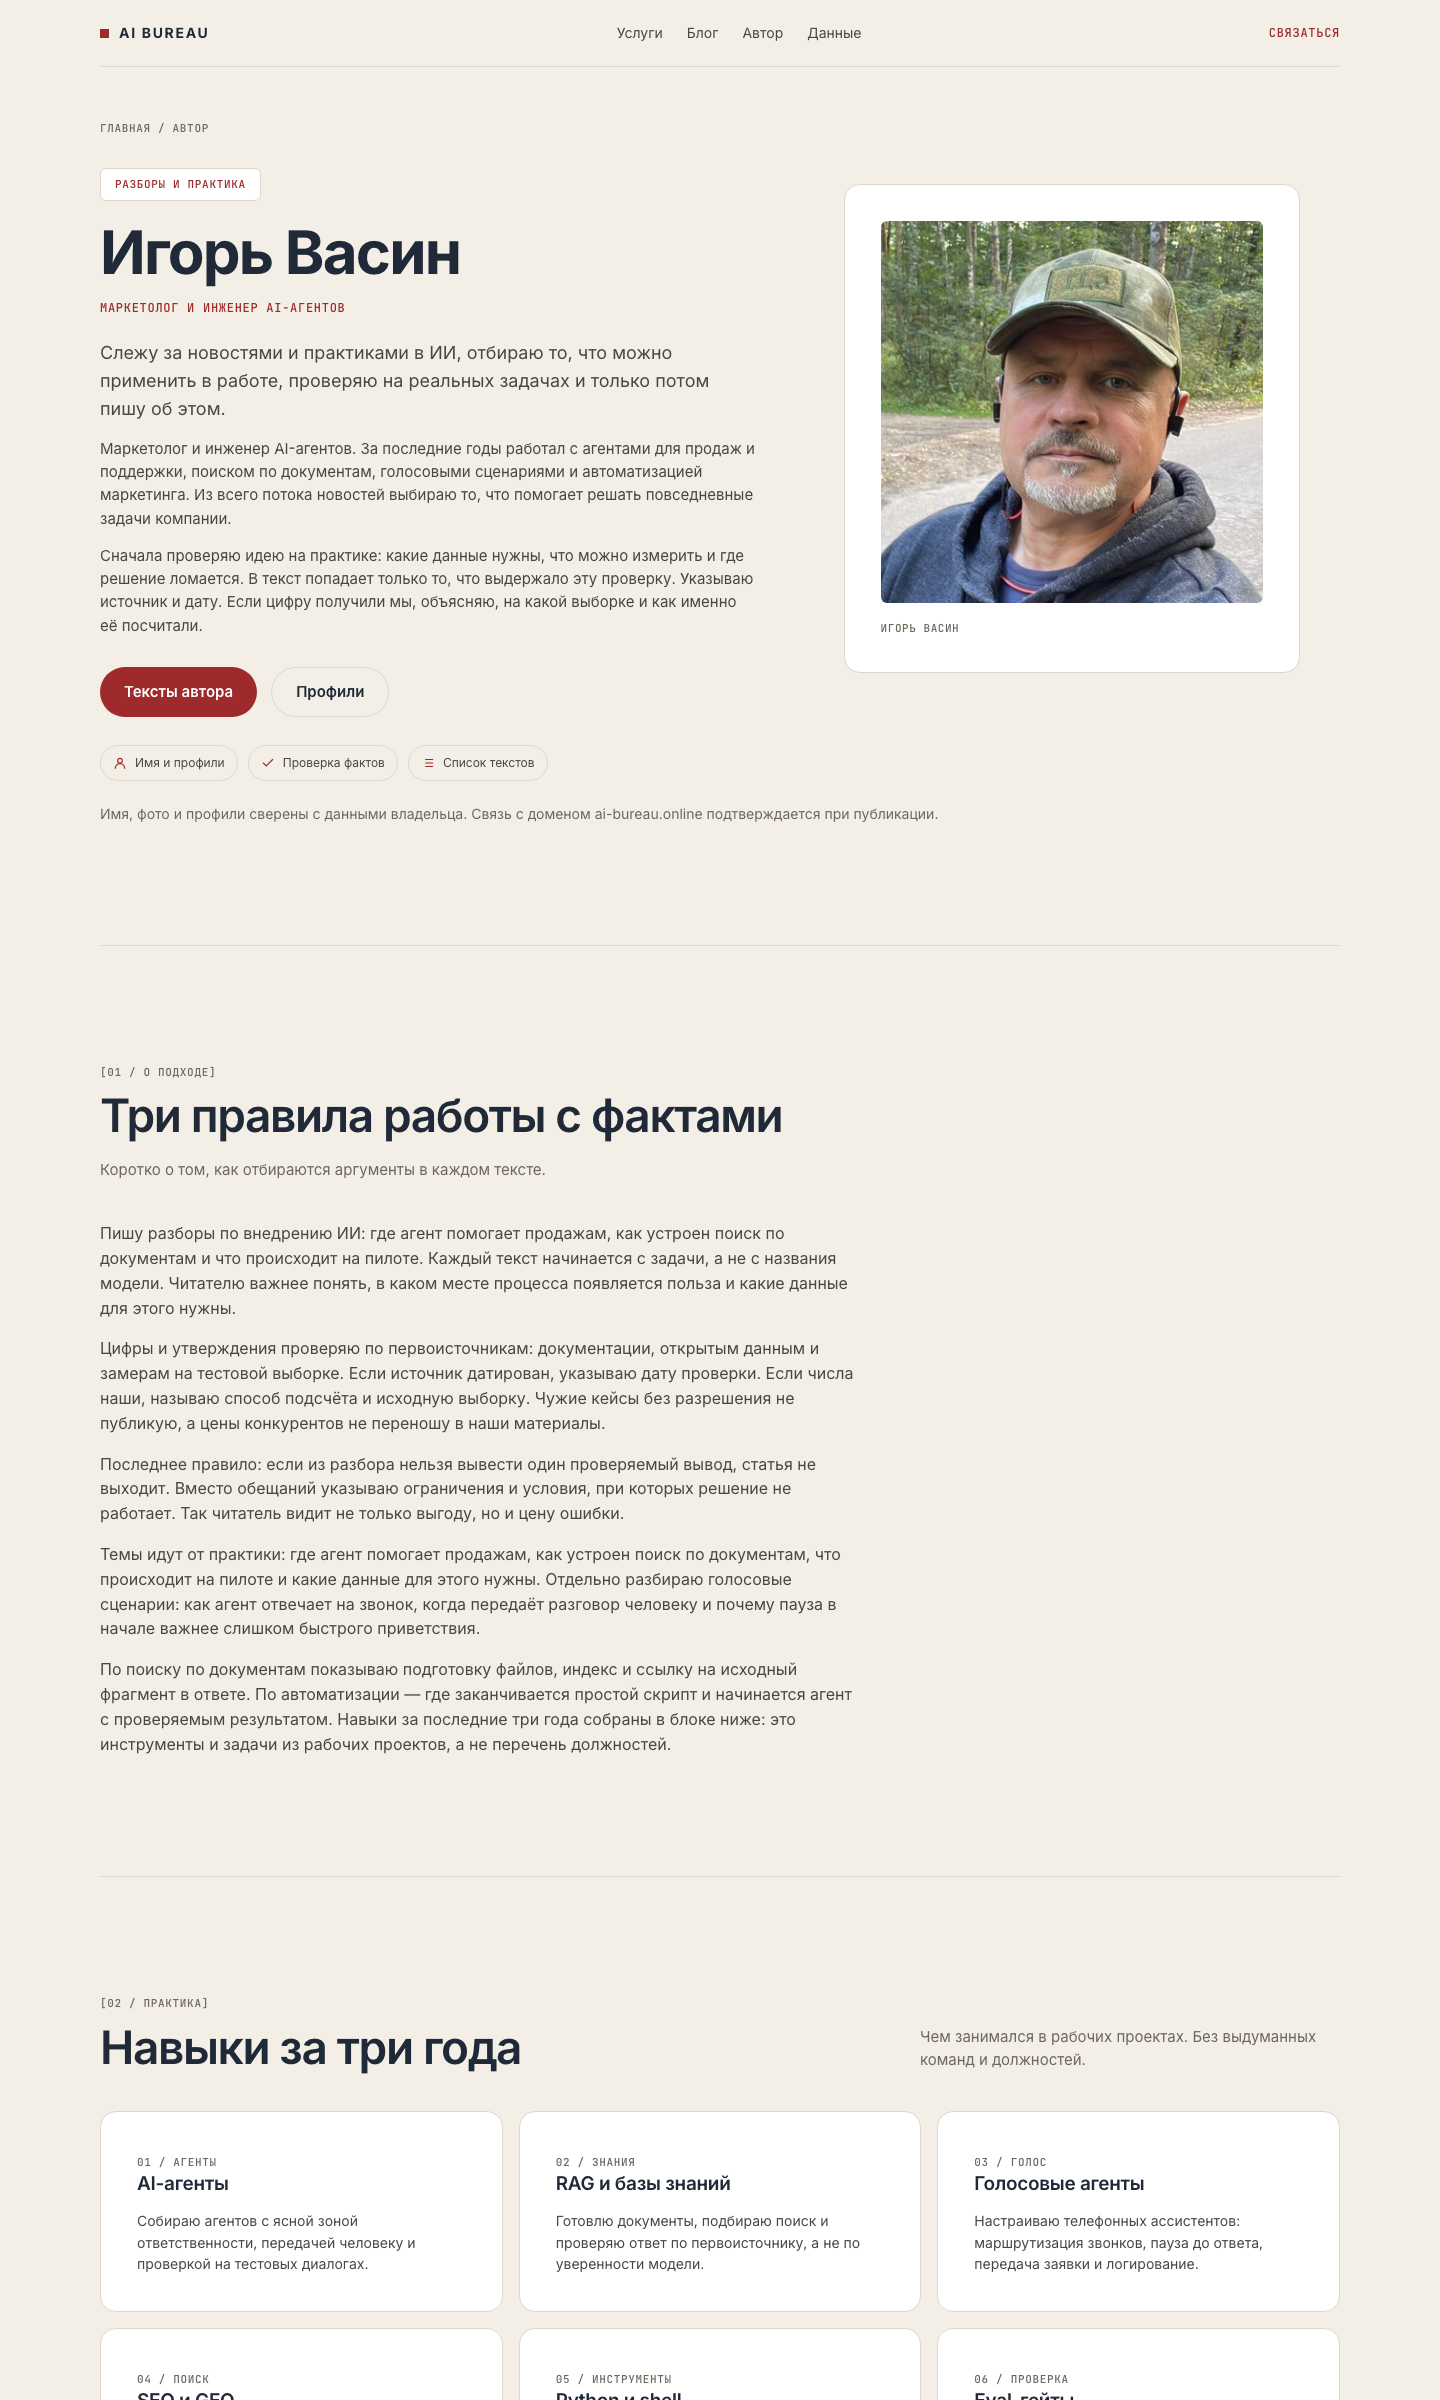 AI BUREAU
Услуги Блог Автор Данные
СВЯЗАТЬСЯ
ГЛАВНАЯ / АВТОР
РАЗБОРЫ И ПРАКТИКА
Игорь Васин
МАРКЕТОЛОГ И ИНЖЕНЕР AI-АГЕНТОВ
Слежу за новостями и практиками в ИИ, отбираю то, что можно
применить в работе, проверяю на реальных задачах и только потом
пишу об этом.
Маркетолог и инженер AI-агентов. За последние годы работал с агентами для продаж и
поддержки, поиском по документам, голосовыми сценариями и автоматизацией
маркетинга. Из всего потока новостей выбираю то, что помогает решать повседневные
задачи компании.
Сначала проверяю идею на практике: какие данные нужны, что можно измерить и где
решение ломается. В текст попадает только то, что выдержало эту проверку. Указываю
источник и дату. Если цифру получили мы, объясняю, на какой выборке и как именно
её посчитали.
Тексты автора
Профили
Имя и профили
Проверка фактов
Список текстов
ИГОРЬ ВАСИН
Имя, фото и профили сверены с данными владельца. Связь с доменом ai-bureau.online подтверждается при публикации.
[01 / О ПОДХОДЕ]
Три правила работы с фактами
Коротко о том, как отбираются аргументы в каждом тексте.
Пишу разборы по внедрению ИИ: где агент помогает продажам, как устроен поиск по
документам и что происходит на пилоте. Каждый текст начинается с задачи, а не с названия
модели. Читателю важнее понять, в каком месте процесса появляется польза и какие данные
для этого нужны.
Цифры и утверждения проверяю по первоисточникам: документации, открытым данным и
замерам на тестовой выборке. Если источник датирован, указываю дату проверки. Если числа
наши, называю способ подсчёта и исходную выборку. Чужие кейсы без разрешения не
публикую, а цены конкурентов не переношу в наши материалы.
Последнее правило: если из разбора нельзя вывести один проверяемый вывод, статья не
выходит. Вместо обещаний указываю ограничения и условия, при которых решение не
работает. Так читатель видит не только выгоду, но и цену ошибки.
Темы идут от практики: где агент помогает продажам, как устроен поиск по документам, что
происходит на пилоте и какие данные для этого нужны. Отдельно разбираю голосовые
сценарии: как агент отвечает на звонок, когда передаёт разговор человеку и почему пауза в
начале важнее слишком быстрого приветствия.
По поиску по документам показываю подготовку файлов, индекс и ссылку на исходный
фрагмент в ответе. По автоматизации — где заканчивается простой скрипт и начинается агент
с проверяемым результатом. Навыки за последние три года собраны в блоке ниже: это
инструменты и задачи из рабочих проектов, а не перечень должностей.
[02 / ПРАКТИКА]
Навыки за три года
Чем занимался в рабочих проектах. Без выдуманных
команд и должностей.
01 / АГЕНТЫ
AI-агенты
Собираю агентов с ясной зоной
ответственности, передачей человеку и
проверкой на тестовых диалогах.
02 / ЗНАНИЯ
RAG и базы знаний
Готовлю документы, подбираю поиск и
проверяю ответ по первоисточнику, а не по
уверенности модели.
03 / ГОЛОС
Голосовые агенты
Настраиваю телефонных ассистентов:
маршрутизация звонков, пауза до ответа,
передача заявки и логирование.
04 / ПОИСК
SEO и GEO
05 / ИНСТРУМЕНТЫ
Python и shell
06 / ПРОВЕРКА
Eval-гейты